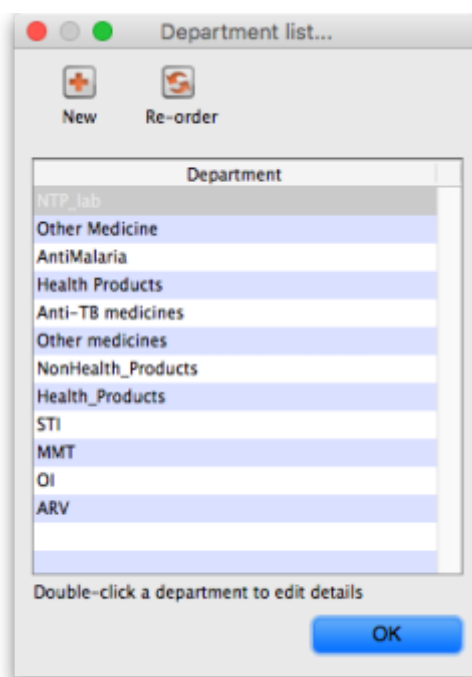 Department list...
New Re-order
Department
NTP_lab
Other Medicine
AntiMalaria
Health Products
Anti-TB medicines
Other medicines
NonHealth_Products
Health_Products
STI
MMT
OI
ARV
Double-click a department to edit details
OK